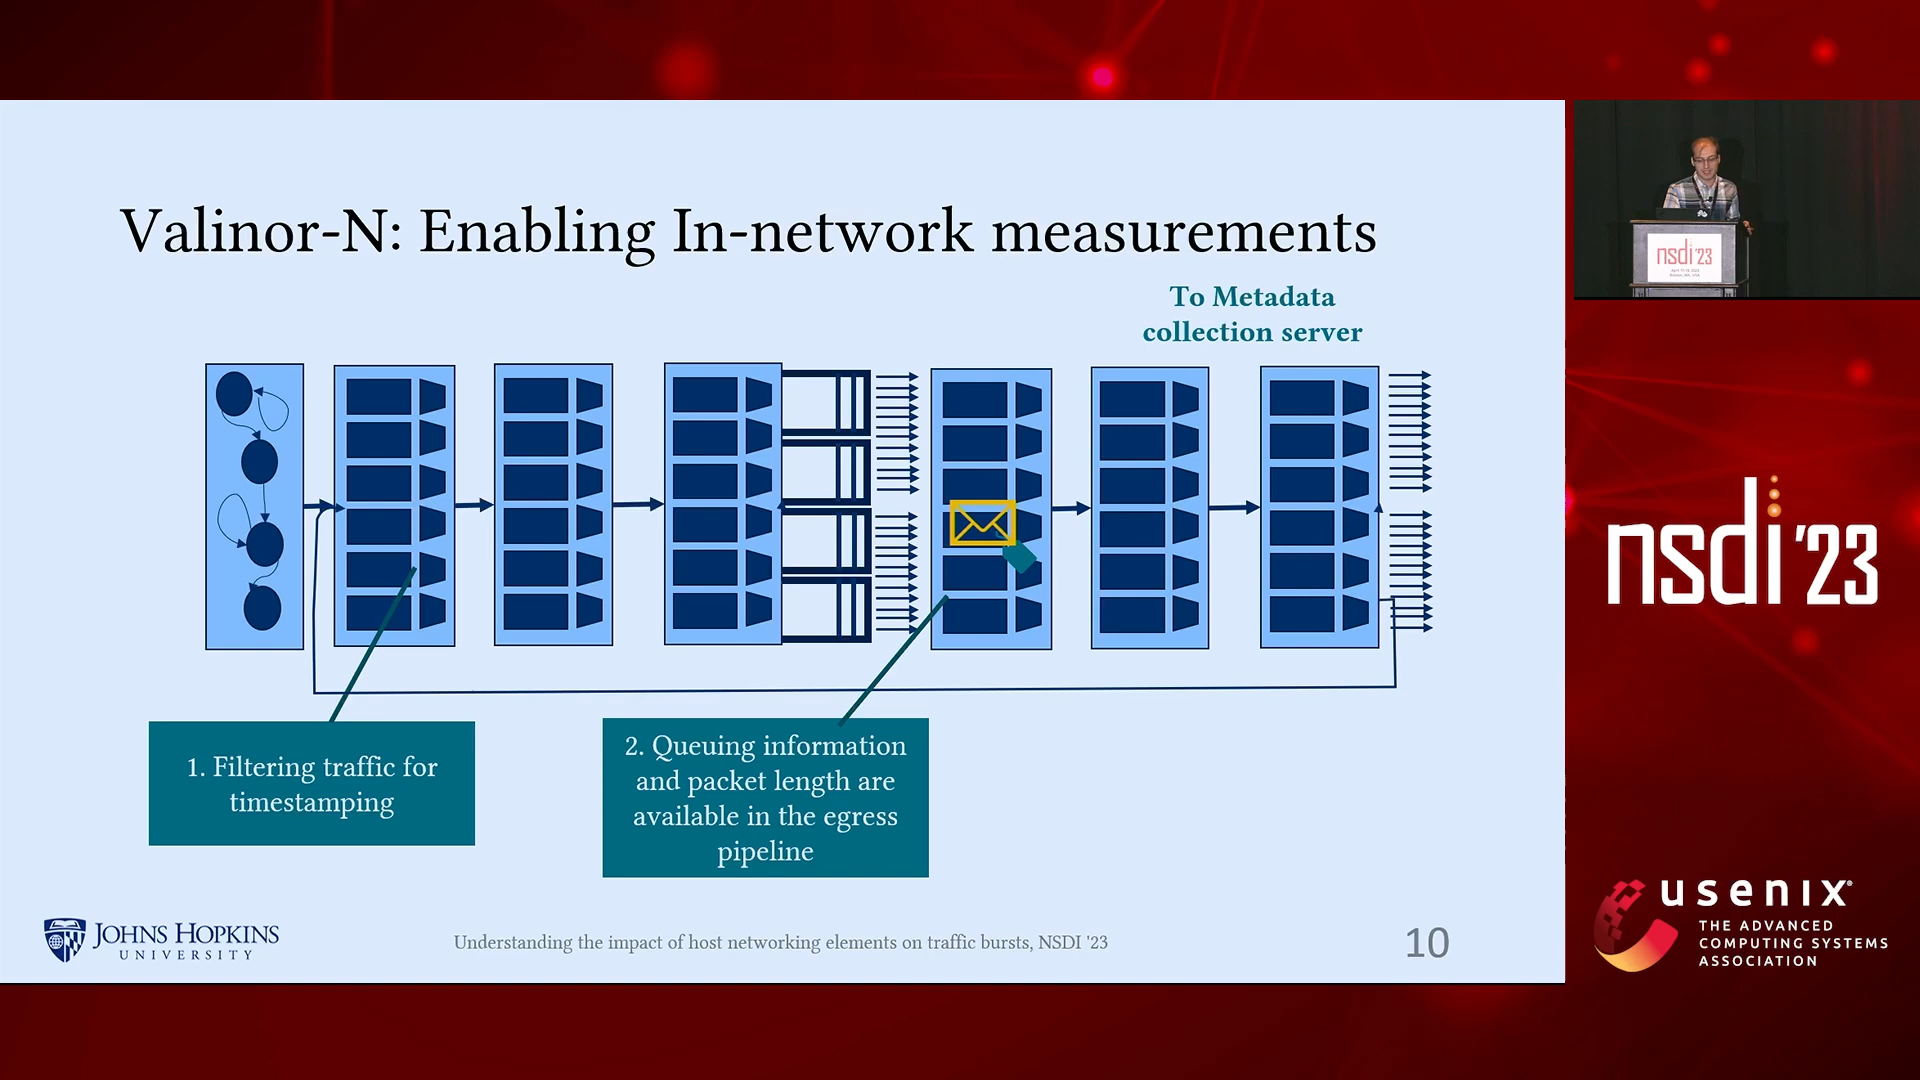 Valinor-N: Enabling In-network measurements
To Metadata
collection server
1. Filtering traffic for
timestamping
2. Queuing information
and packet length are
available in the egress
pipeline
JOHNS HOPKINS
UNIVERSITY
Understanding the impact of host networking elements on traffic bursts, NSDI '23
10
nsdi '23
nsdi '23
usenix®
THE ADVANCED
COMPUTING SYSTEMS
ASSOCIATION